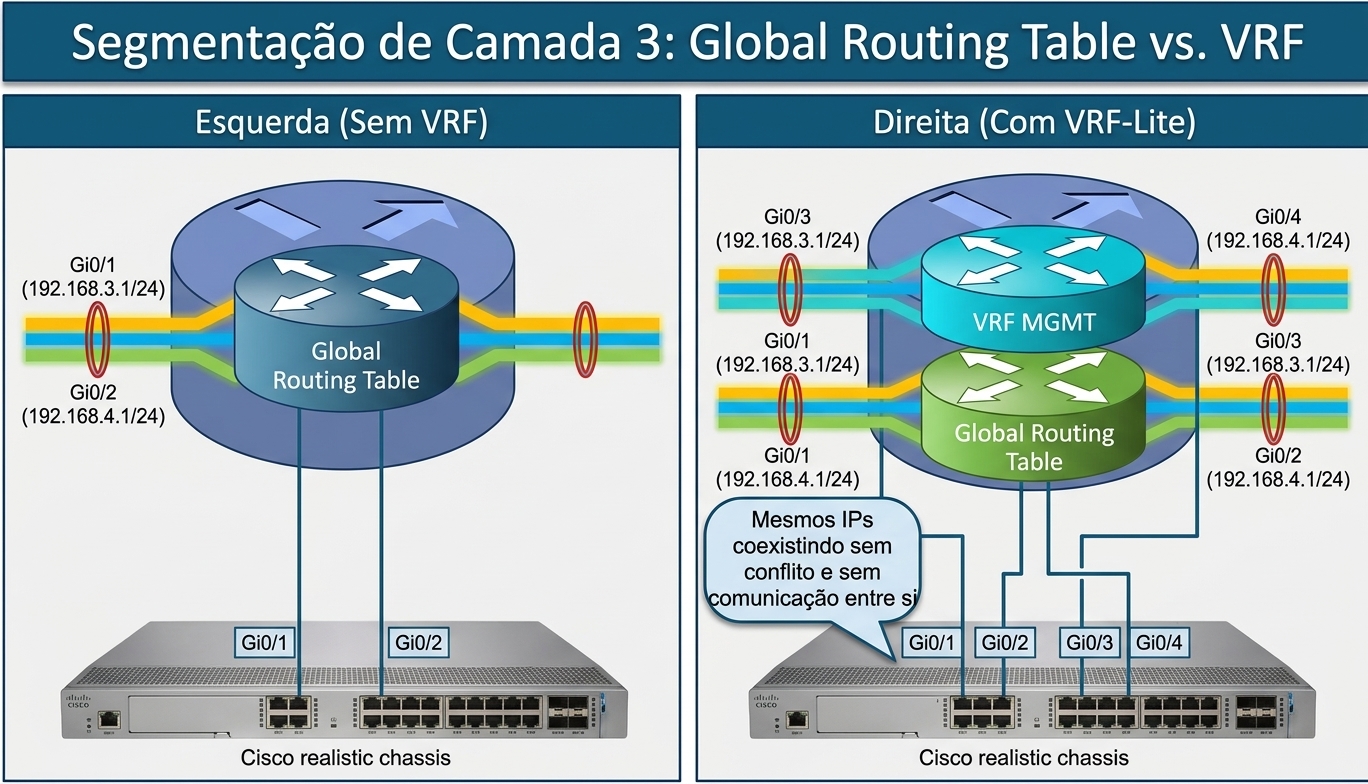 Segmentação de Camada 3: Global Routing Table vs. VRF
Esquerda (Sem VRF)
Gi0/1
(192.168.3.1/24)
Gi0/2
(192.168.4.1/24)
Global
Routing Table
Gi0/1
Gi0/2
CISCO
Cisco realistic chassis
Direita (Com VRF-Lite)
Gi0/3
(192.168.3.1/24)
Gi0/4
(192.168.4.1/24)
VRF MGMT
Gi0/1
(192.168.3.1/24)
Gi0/3
(192.168.3.1/24)
Global Routing
Table
Gi0/1
(192.168.4.1/24)
Gi0/2
(192.168.4.1/24)
Mesmos IPs
coexistindo sem
conflito e sem
comunicação entre si
Gi0/1
Gi0/2
Gi0/3
Gi0/4
CISCO
Cisco realistic chassis